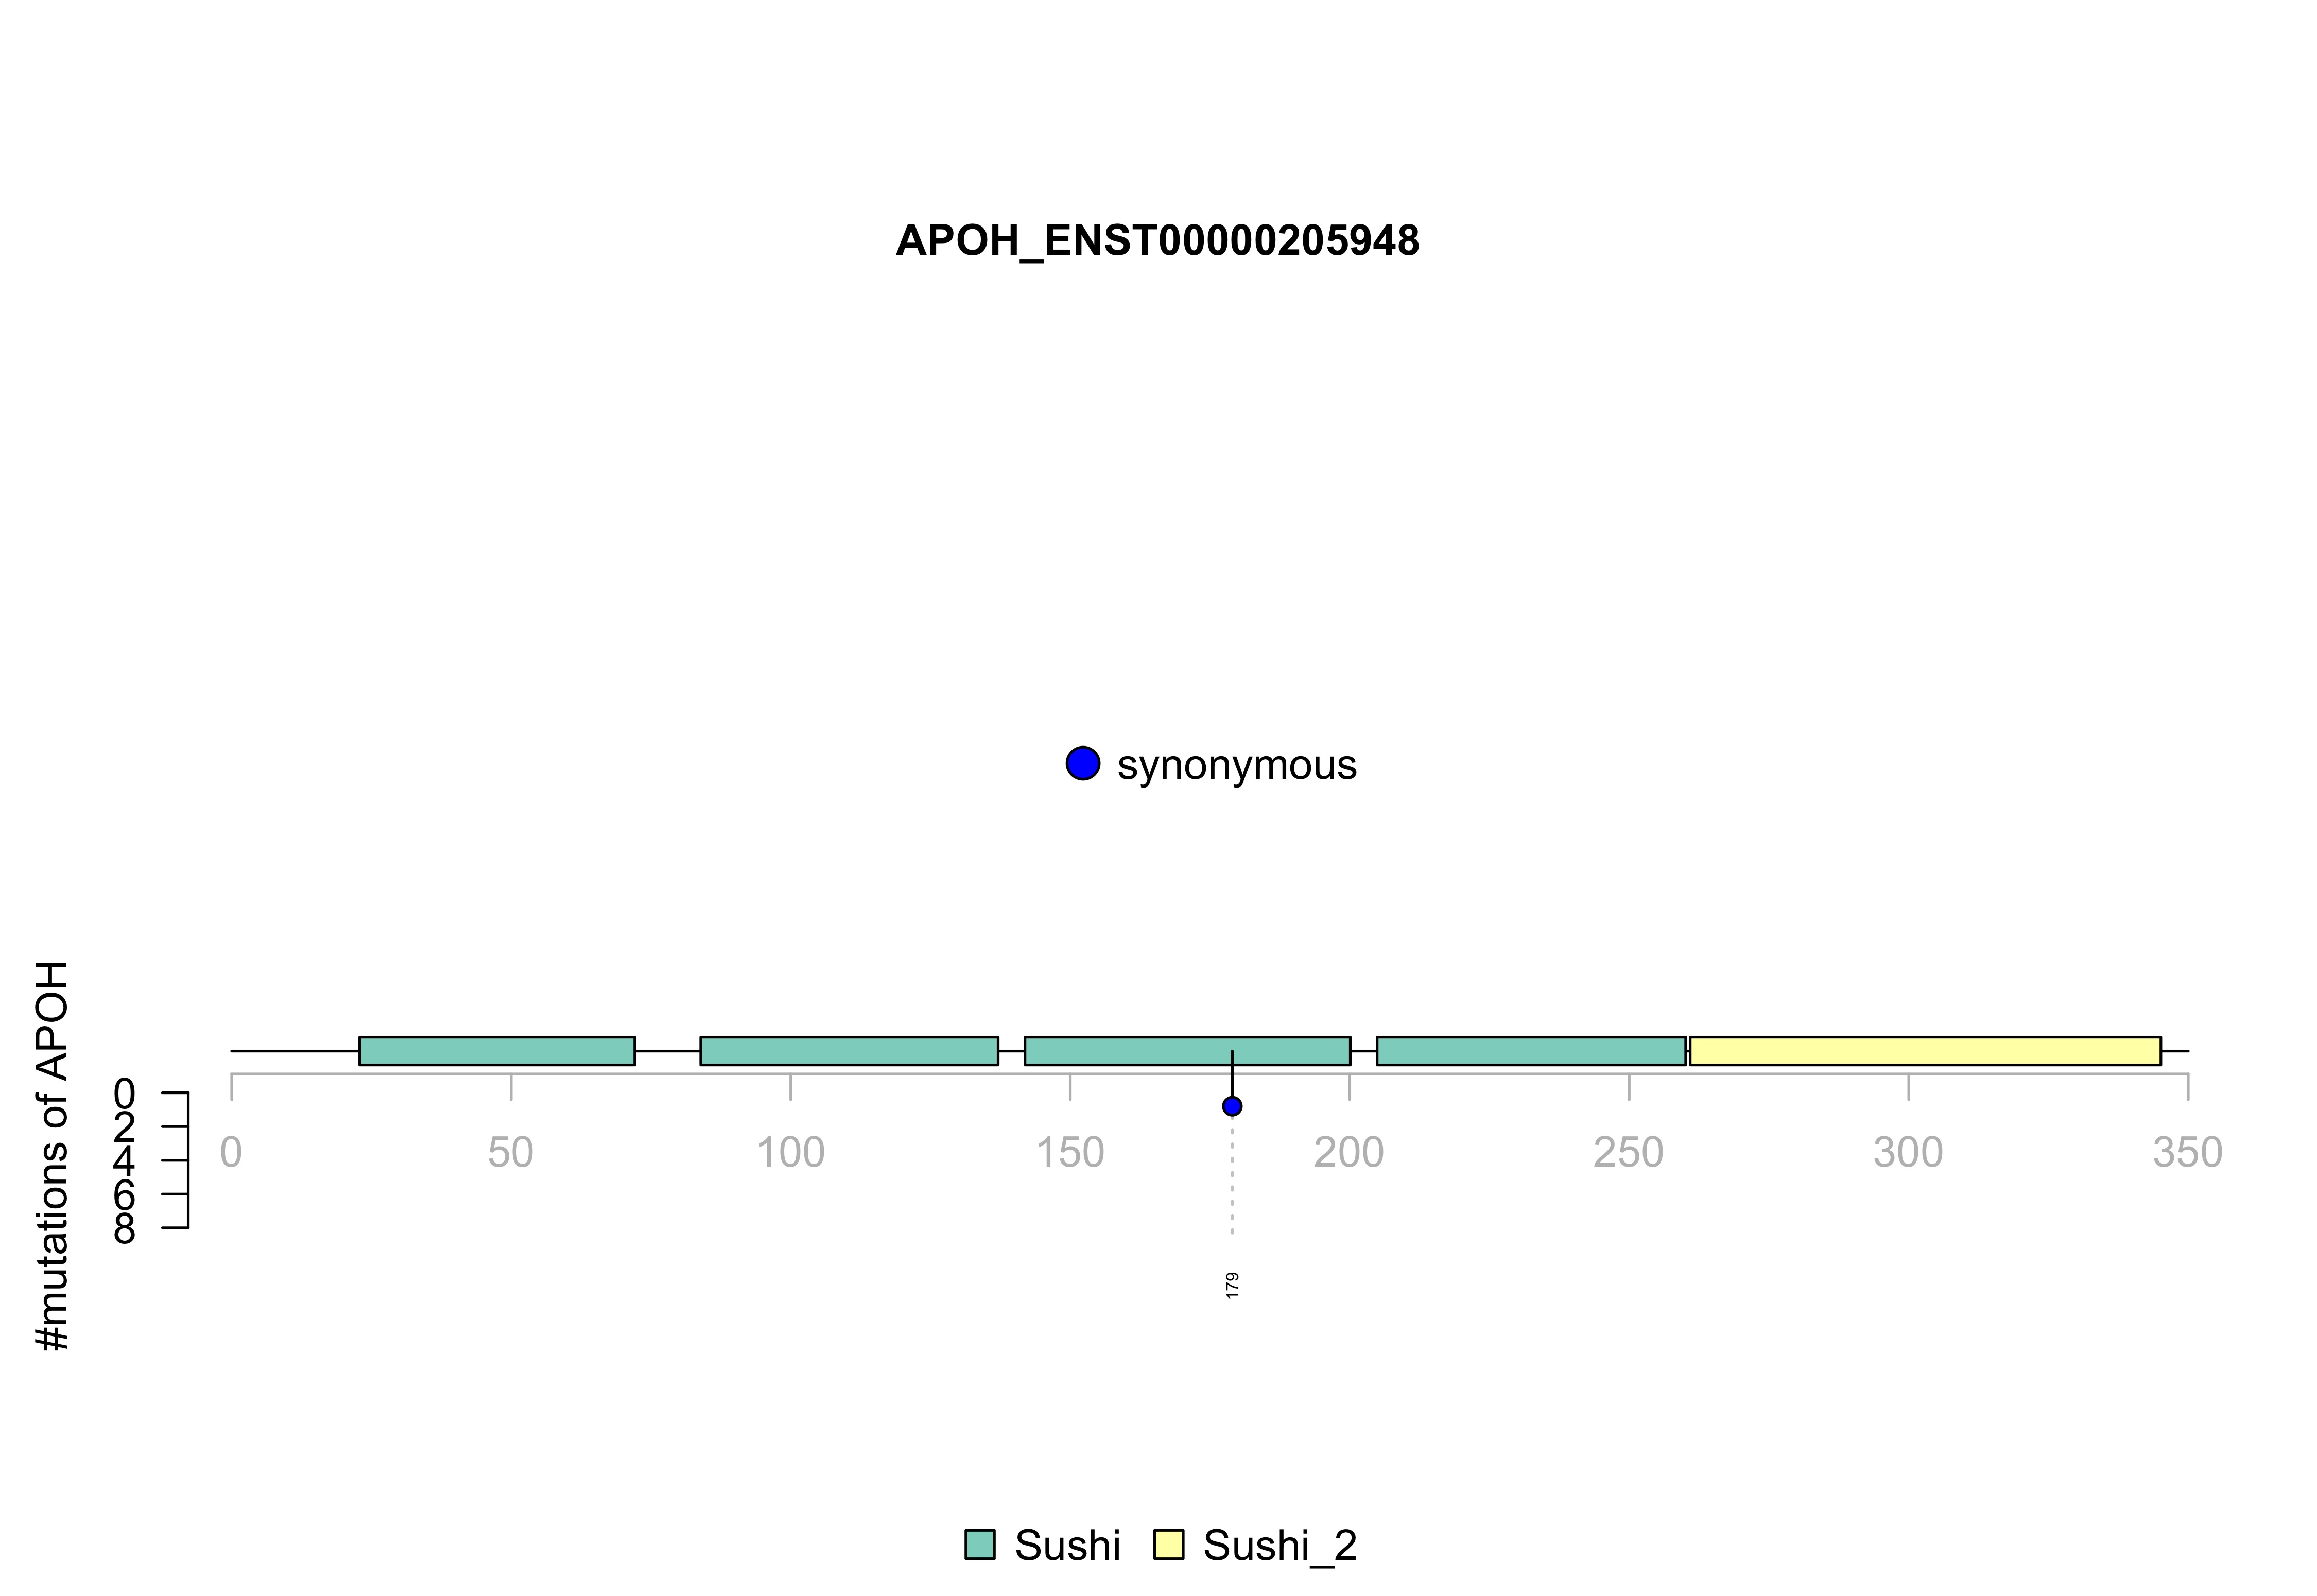 APOH_ENST00000205948
synonymous
#mutations of APOH
0
2
4
6
8
0 50 100 150 200 250 300 350
179
Sushi Sushi_2